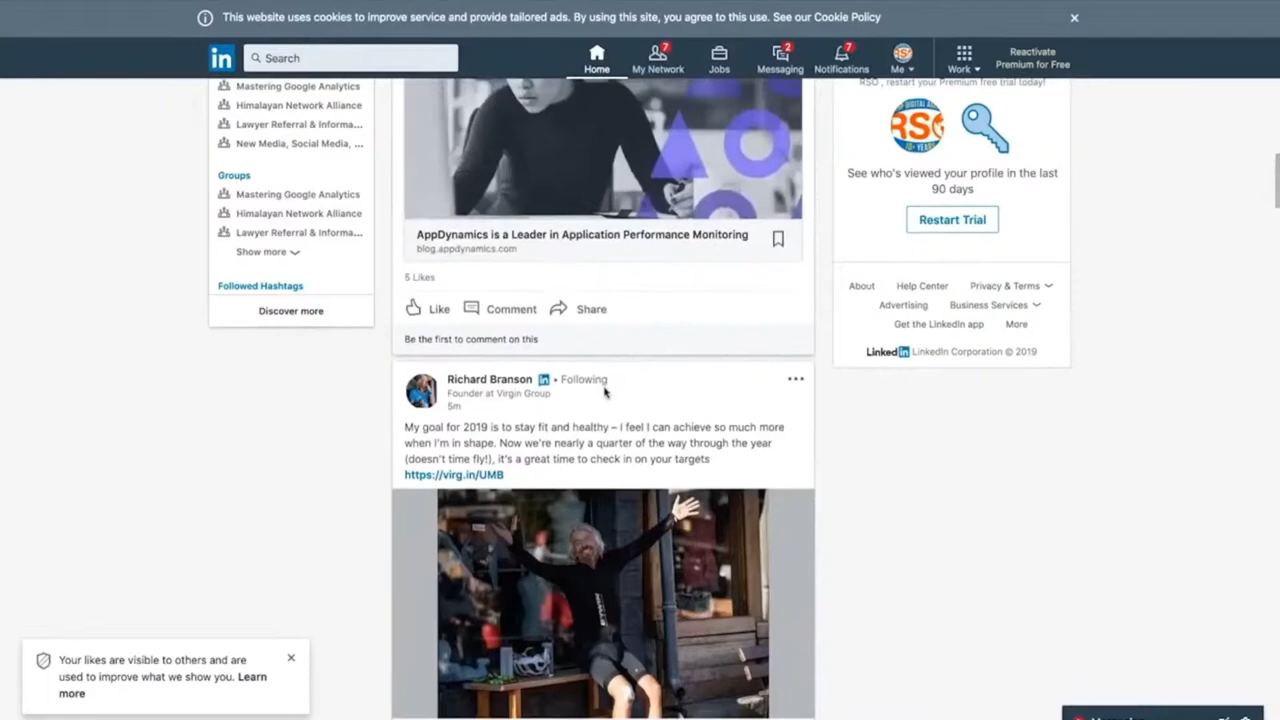 This website uses cookies to improve service and provide tailored ads. By using this site, you agree to this use. See our Cookie Policy
in
Search
Home
7
My Network
Jobs
2
Messaging
7
Notifications
Me
Work
Reactivate
Premium for Free
Mastering Google Analytics
Himalayan Network Alliance
Lawyer Referral & Informa...
New Media, Social Media, ...
Groups
Mastering Google Analytics
Himalayan Network Alliance
Lawyer Referral & Informa...
Show more
Followed Hashtags
Discover more
AppDynamics is a Leader in Application Performance Monitoring
blog.appdynamics.com
5 Likes
Like
Comment
Share
Be the first to comment on this
Richard Branson in • Following
Founder at Virgin Group
5m
My goal for 2019 is to stay fit and healthy – I feel I can achieve so much more
when I'm in shape. Now we're nearly a quarter of the way through the year
(doesn't time fly!), it's a great time to check in on your targets
https://virg.in/UMB
RSO , restart your Premium free trial today!
RSO
10+ YEARS
See who's viewed your profile in the last
90 days
Restart Trial
About
Help Center
Privacy & Terms
Advertising
Business Services
Get the LinkedIn app
More
Linked in LinkedIn Corporation © 2019
Your likes are visible to others and are
used to improve what we show you. Learn
more